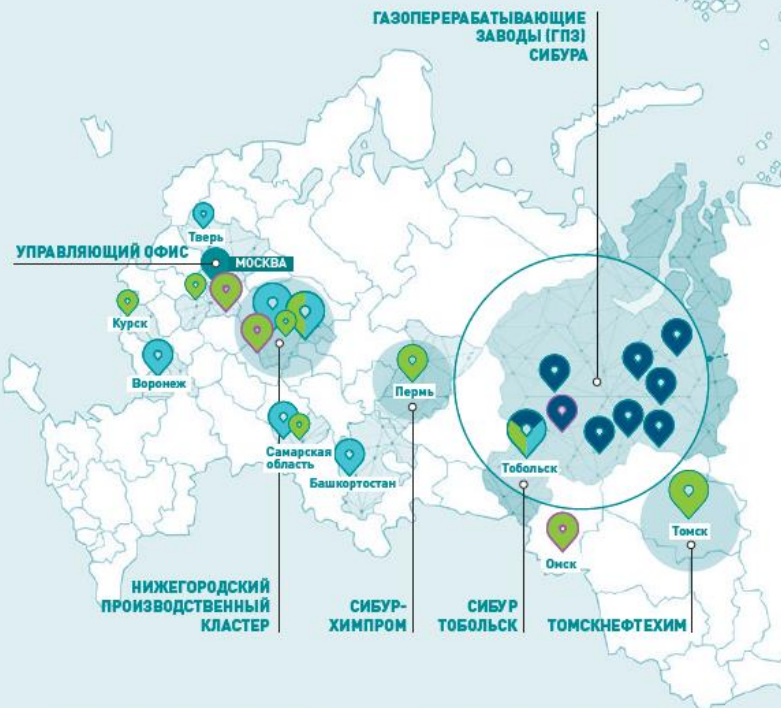 ГАЗОПЕРЕРАБАТЫВАЮЩИЕ
ЗАВОДЫ (ГПЗ)
СИБУРА
Тверь
УПРАВЛЯЮЩИЙ ОФИС
МОСКВА
Курск
Воронеж
Пермь
Самарская
область
Башкортостан
Тобольск
Томск
Омск
НИЖЕГОРОДСКИЙ
ПРОИЗВОДСТВЕННЫЙ
КЛАСТЕР
СИБУР-
ХИМПРОМ
СИБУР
ТОБОЛЬСК
ТОМСКНЕФТЕХИМ